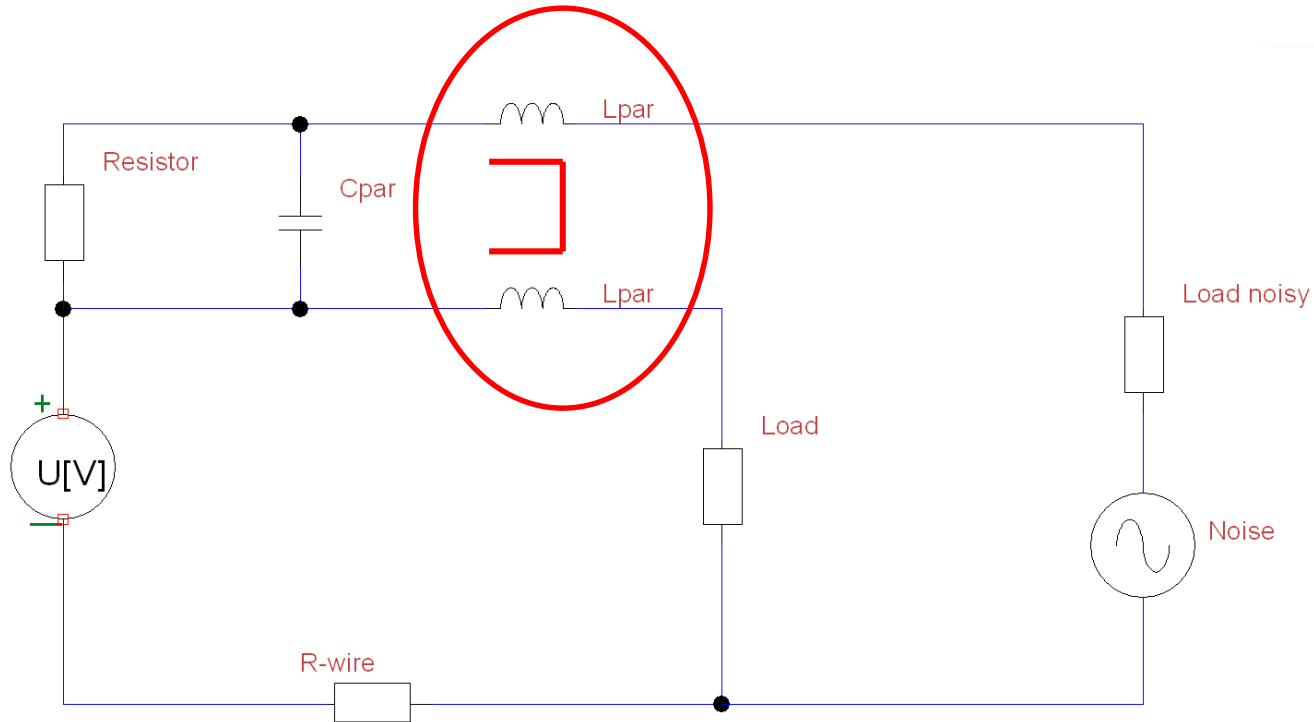 Lpar
Resistor
Cpar
Lpar
Load noisy
+
U[V]
Load
Noise
R-wire